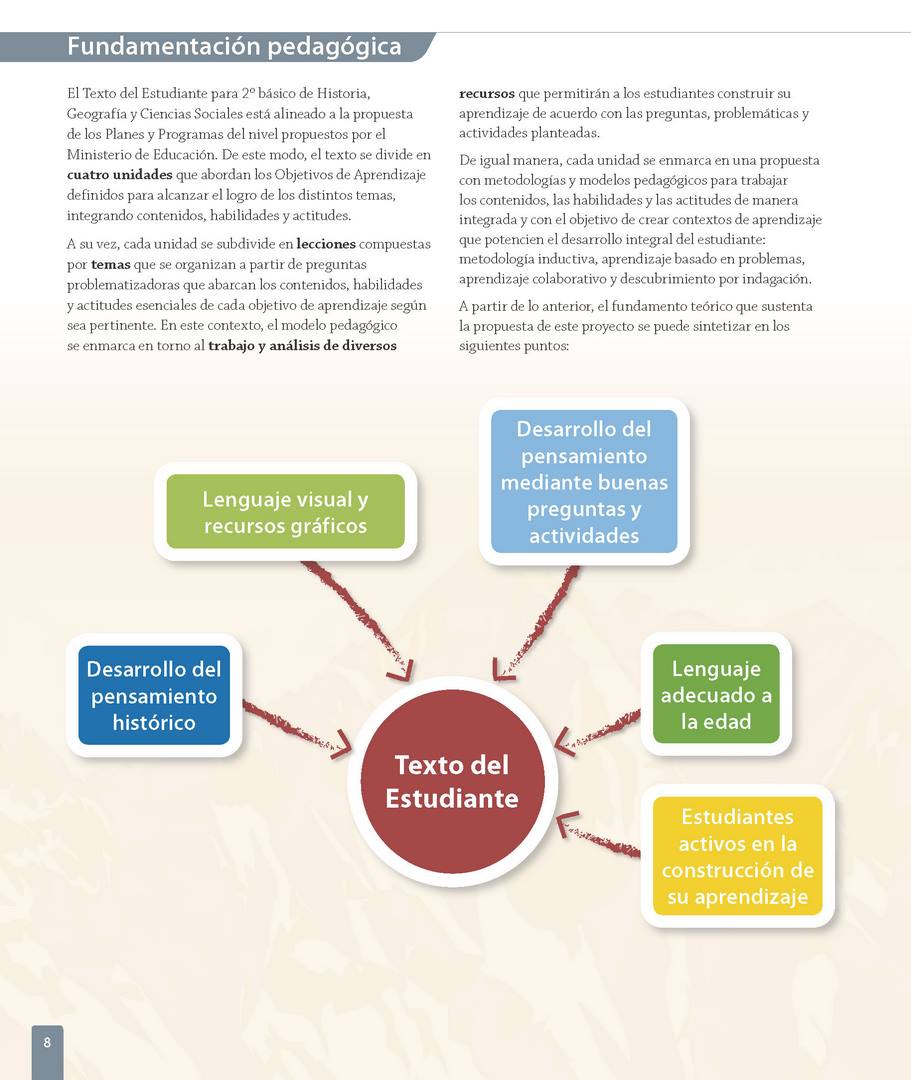 Fundamentación pedagógica
El Texto del Estudiante para 2º básico de Historia,
Geografía y Ciencias Sociales está alineado a la propuesta
de los Planes y Programas del nivel propuestos por el
Ministerio de Educación. De este modo, el texto se divide en
cuatro unidades que abordan los Objetivos de Aprendizaje
definidos para alcanzar el logro de los distintos temas,
integrando contenidos, habilidades y actitudes.
A su vez, cada unidad se subdivide en lecciones compuestas
por temas que se organizan a partir de preguntas
problematizadoras que abarcan los contenidos, habilidades
y actitudes esenciales de cada objetivo de aprendizaje según
sea pertinente. En este contexto, el modelo pedagógico
se enmarca en torno al trabajo y análisis de diversos
recursos que permitirán a los estudiantes construir su
aprendizaje de acuerdo con las preguntas, problemáticas y
actividades planteadas.
De igual manera, cada unidad se enmarca en una propuesta
con metodologías y modelos pedagógicos para trabajar
los contenidos, las habilidades y las actitudes de manera
integrada y con el objetivo de crear contextos de aprendizaje
que potencien el desarrollo integral del estudiante:
metodología inductiva, aprendizaje basado en problemas,
aprendizaje colaborativo y descubrimiento por indagación.
A partir de lo anterior, el fundamento teórico que sustenta
la propuesta de este proyecto se puede sintetizar en los
siguientes puntos:
Desarrollo del
pensamiento
mediante buenas
preguntas y
actividades
Lenguaje visual y
recursos gráficos
Desarrollo del
pensamiento
histórico
Lenguaje
adecuado a
la edad
Texto del
Estudiante
Estudiantes
activos en la
construcción de
su aprendizaje
8